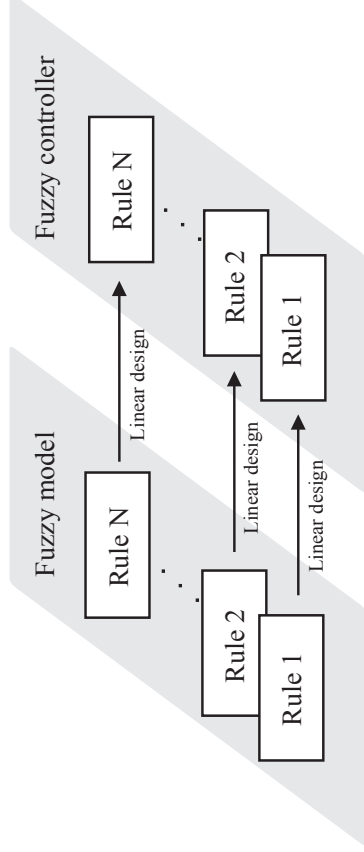 Fuzzy model
Rule 1
Rule 2
Rule N
Linear design
Linear design
Linear design
Fuzzy controller
Rule 1
Rule 2
Rule N